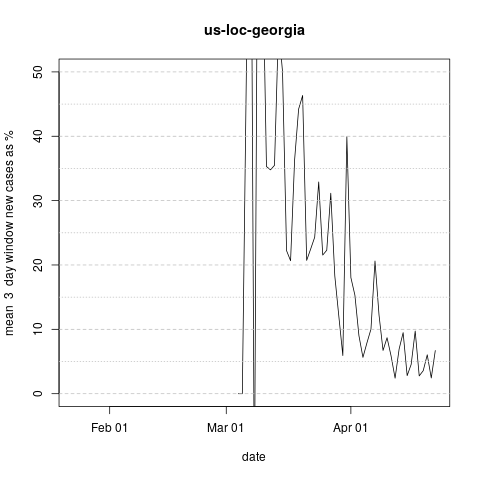 us-loc-georgia
mean  3  day window new cases as %
50
40
30
20
10
0
Feb 01
Mar 01
Apr 01
date